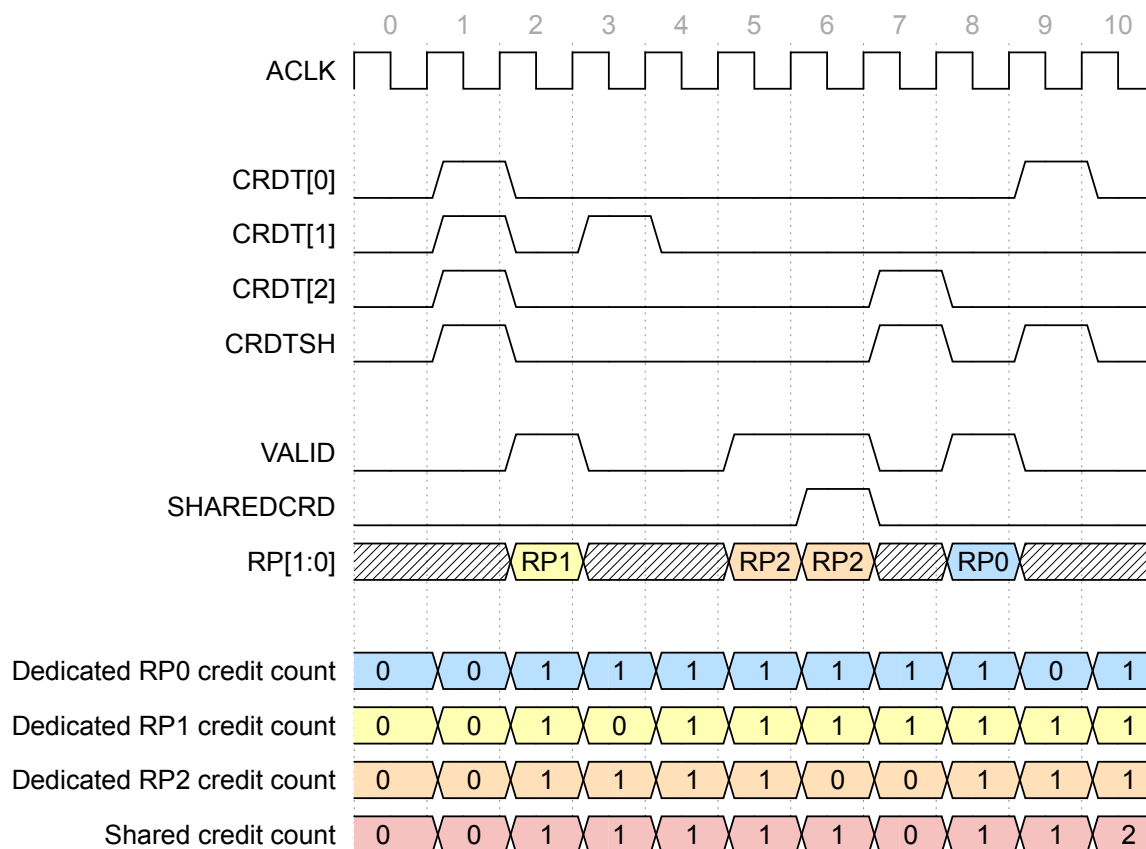 0 1 2 3 4 5 6 7 8 9 10
ACLK
CRDT[0]
CRDT[1]
CRDT[2]
CRDTSH
VALID
SHAREDCRD
RP[1:0] RP1 RP2 RP2 RP0
Dedicated RP0 credit count 0 0 1 1 1 1 1 1 1 0 1
Dedicated RP1 credit count 0 0 1 0 1 1 1 1 1 1 1
Dedicated RP2 credit count 0 0 1 1 1 1 0 0 1 1 1
Shared credit count 0 0 1 1 1 1 1 0 1 1 2